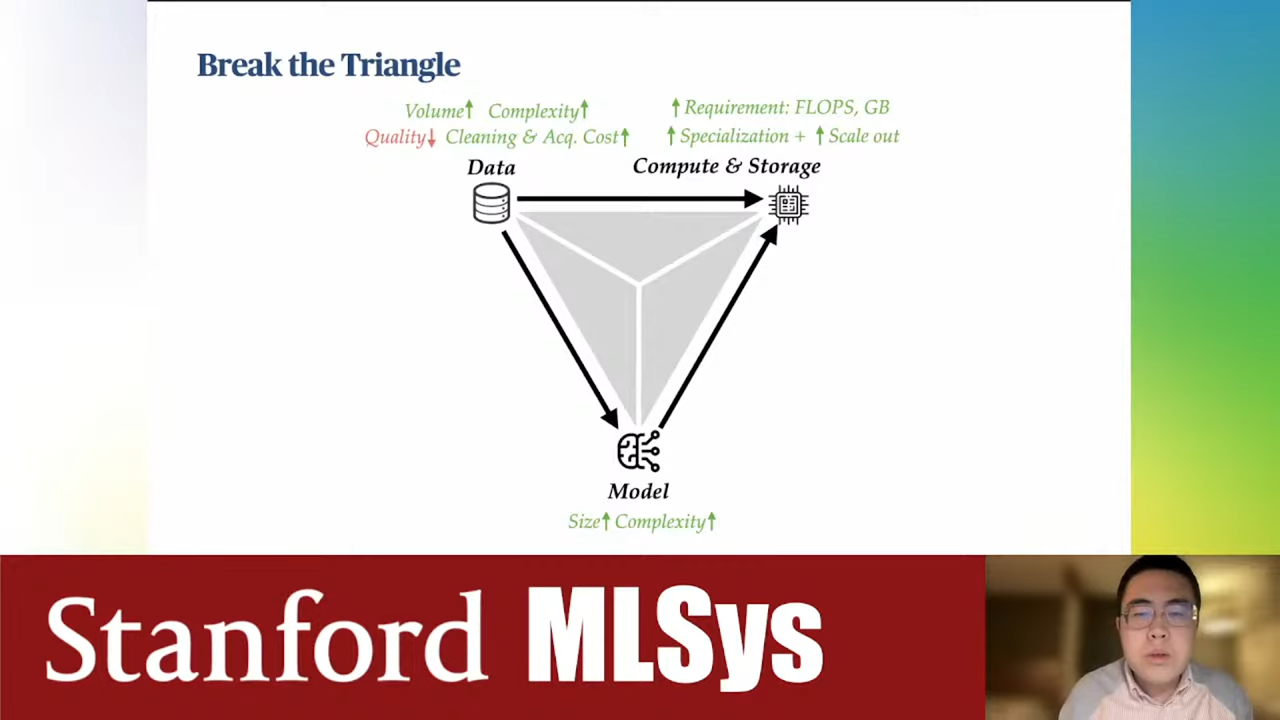 Break the Triangle
Volume↑ Complexity↑
Quality↓ Cleaning & Acq. Cost↑
↑Requirement: FLOPS, GB
↑Specialization + ↑Scale out
Data
Compute & Storage
Model
Size↑ Complexity↑
Stanford MLSys